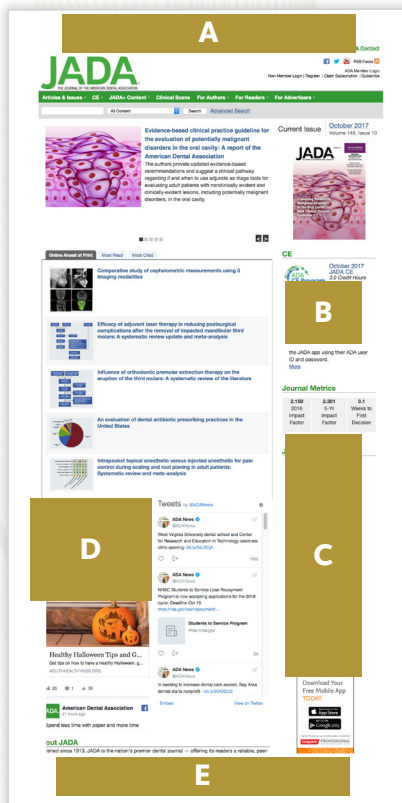 A
& Contact
RSS Feeds
JADA
THE JOURNAL OF THE AMERICAN DENTAL ASSOCIATION
ADA Member Login
Non-Member Login | Register | Claim Subscription | Subscribe
Articles & Issues CE JADA+ Content Clinical Scans For Authors For Readers For Advertisers
All Content Search Advanced Search
Evidence-based clinical practice guideline for
the evaluation of potentially malignant
disorders in the oral cavity: A report of the
American Dental Association
The authors provide updated evidence-based
recommendations and suggest a clinical pathway
regarding if and when to use adjuncts as triage tools for
evaluating adult patients with nonclinically evident and
clinically-evident lesions, including potentially malignant
disorders, in the oral cavity.
Current Issue
October 2017
Volume 148, Issue 10
JADA
Online Ahead of Print Most Read Most Cited
Comparative study of cephalometric measurements using 3
imaging modalities
Efficacy of adjuvant laser therapy in reducing postsurgical
complications after the removal of impacted mandibular third
molars: A systematic review update and meta-analysis
Influence of orthodontic premolar extraction therapy on the
eruption of the third molars: A systematic review of the literature
An evaluation of dental antibiotic prescribing practices in the
United States
Intrapocket topical anesthetic versus injected anesthetic for pain
control during scaling and root planing in adult patients:
Systematic review and meta-analysis
CE
October 2017
JADA CE
3.0 Credit Hours
ADA
CE Program
B
the JADA app using their ADA user
ID and password.
More
Journal Metrics
2.150
2016
Impact
Factor
2.301
5-Yr
Impact
Factor
3.1
Weeks to
First
Decision
C
D
Tweets by @ADANews
ADA News
@ADANews
West Virginia University dental school and Center
for Research and Education in Technology celebrate
clinic opening
ADA News
@ADANews
NHSC Students to Service Loan Repayment
Program is now accepting applications for the 2018
cycle. Deadline Oct 19.
Students to Service Program
nhsc.hrsa.gov
ADA News
@ADANews
in seeking to increase dental care access, Bay Area
dental starts nonprofit
Embed View on Twitter
Healthy Halloween Tips and G...
Get tips on how to have a healthy Halloween, g...
MOUTHHEALTHYKIDS.ORG
25 1 35
ADA.
American Dental Association
21 hours ago
Spend less time with paper and more time
Download Your
Free Mobile App
TODAY
App Store
Google play
Colgate PROFESSIONAL
out JADA
ished since 1913, JADA is the nation's premier dental journal — offering its readers a reliable, peer-
E